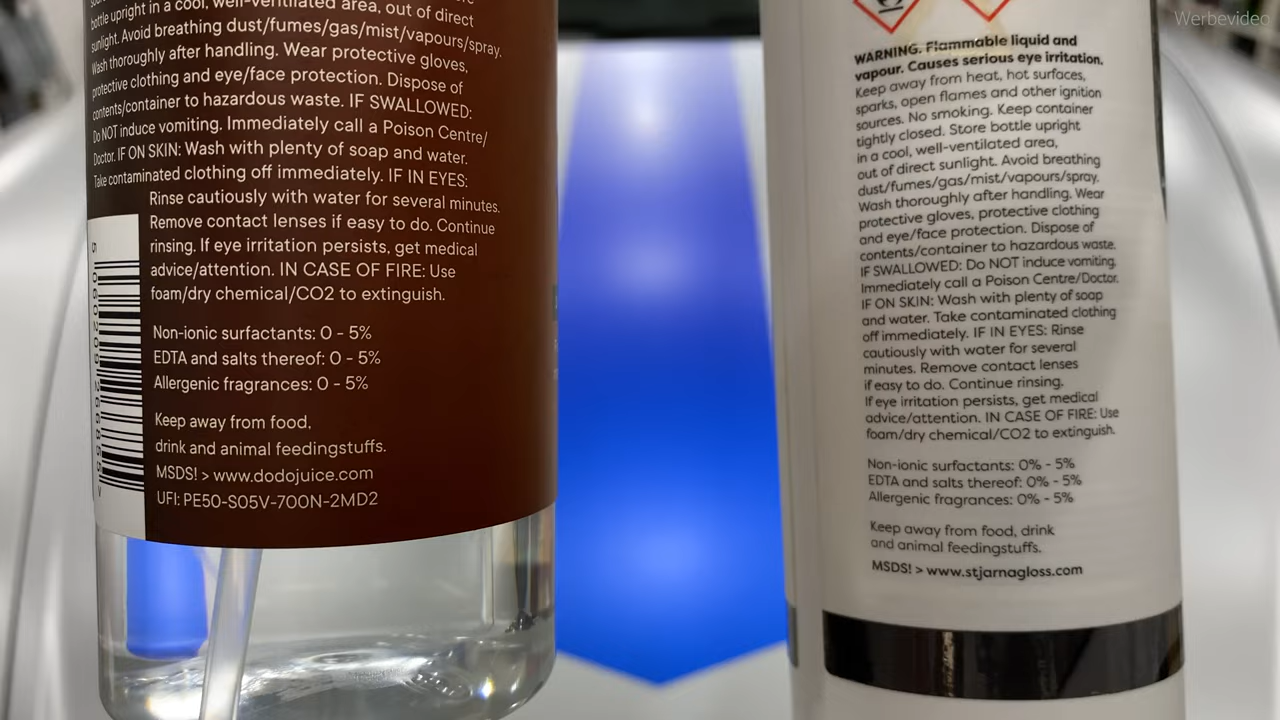 Werbevideo
bottle upright in a cool, well-ventilated area, out of direct
sunlight. Avoid breathing dust/fumes/gas/mist/vapours/spray.
Wash thoroughly after handling. Wear protective gloves,
protective clothing and eye/face protection. Dispose of
contents/container to hazardous waste. IF SWALLOWED:
Do NOT induce vomiting. Immediately call a Poison Centre/
Doctor. IF ON SKIN: Wash with plenty of soap and water.
Take contaminated clothing off immediately. IF IN EYES:
Rinse cautiously with water for several minutes.
Remove contact lenses if easy to do. Continue
rinsing. If eye irritation persists, get medical
advice/attention. IN CASE OF FIRE: Use
foam/dry chemical/CO2 to extinguish.
Non-ionic surfactants: 0 - 5%
EDTA and salts thereof: 0 - 5%
Allergenic fragrances: 0 - 5%
Keep away from food,
drink and animal feedingstuffs.
MSDS! > www.dodojuice.com
UFI: PE50-S05V-700N-2MD2
WARNING. Flammable liquid and
vapour. Causes serious eye irritation.
Keep away from heat, hot surfaces,
sparks, open flames and other ignition
sources. No smoking. Keep container
tightly closed. Store bottle upright
in a cool, well-ventilated area,
out of direct sunlight. Avoid breathing
dust/fumes/gas/mist/vapours/spray.
Wash thoroughly after handling. Wear
protective gloves, protective clothing
and eye/face protection. Dispose of
contents/container to hazardous waste.
IF SWALLOWED: Do NOT induce vomiting.
Immediately call a Poison Centre/Doctor.
IF ON SKIN: Wash with plenty of soap
and water. Take contaminated clothing
off immediately. IF IN EYES: Rinse
cautiously with water for several
minutes. Remove contact lenses
if easy to do. Continue rinsing.
If eye irritation persists, get medical
advice/attention. IN CASE OF FIRE: Use
foam/dry chemical/CO2 to extinguish.
Non-ionic surfactants: 0% - 5%
EDTA and salts thereof: 0% - 5%
Allergenic fragrances: 0% - 5%
Keep away from food, drink
and animal feedingstuffs.
MSDS! > www.stjarnagloss.com